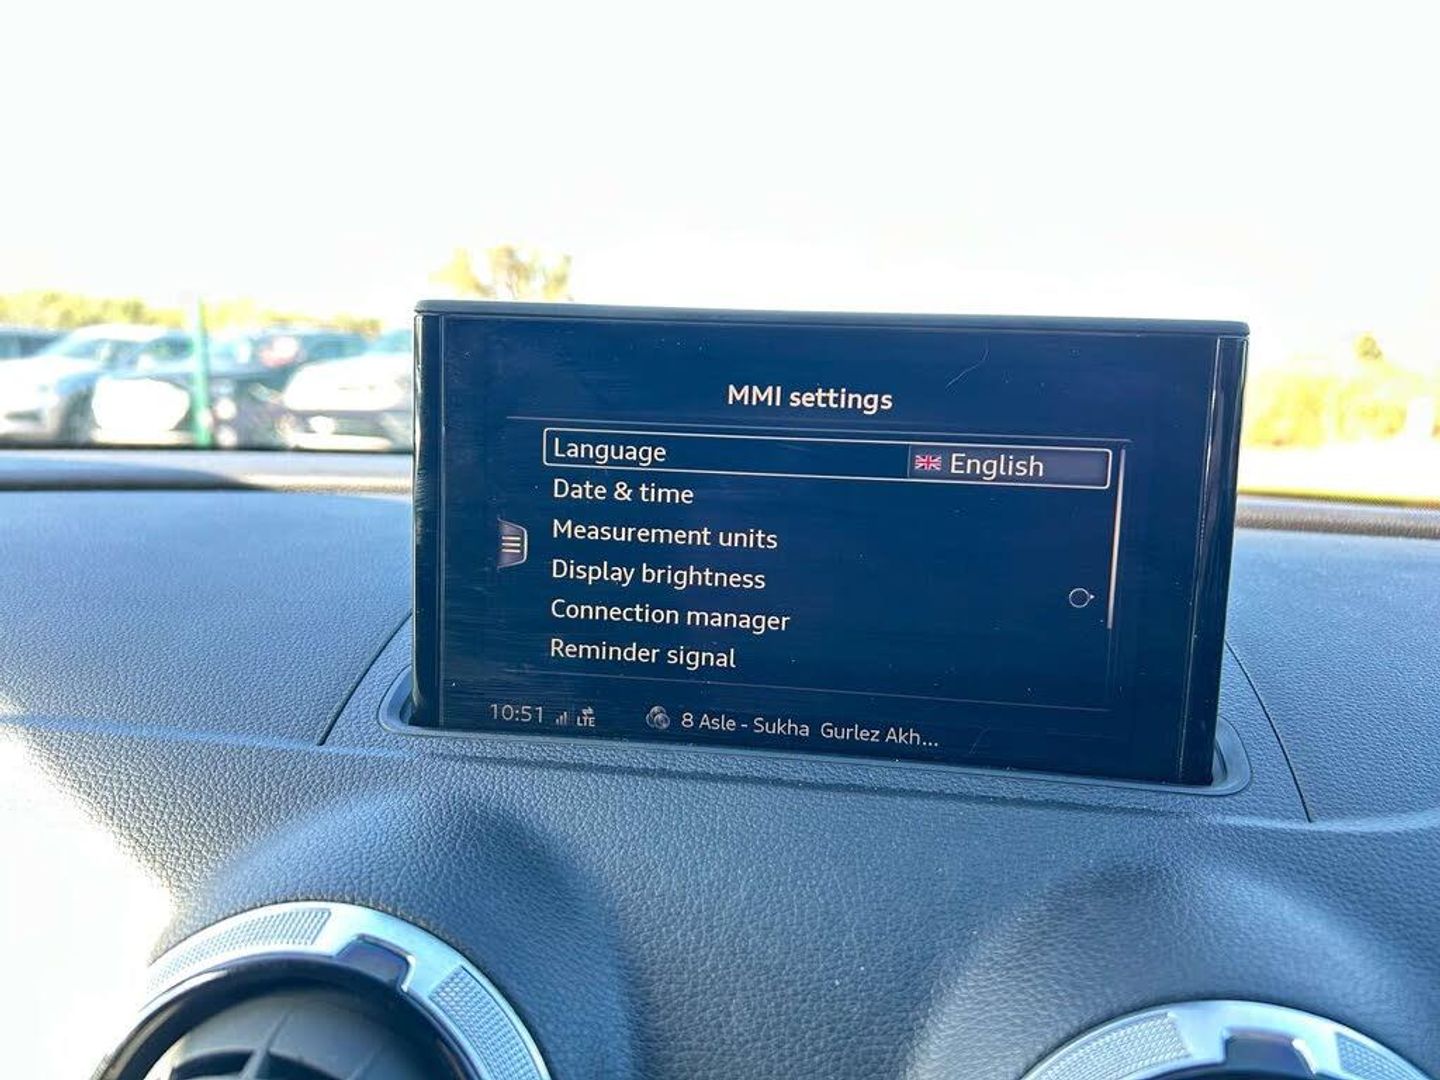 MMI settings
Language English
Date & time
Measurement units
Display brightness
Connection manager
Reminder signal
10:51 LTE 8 Asle - Sukha Gurlez Akh...